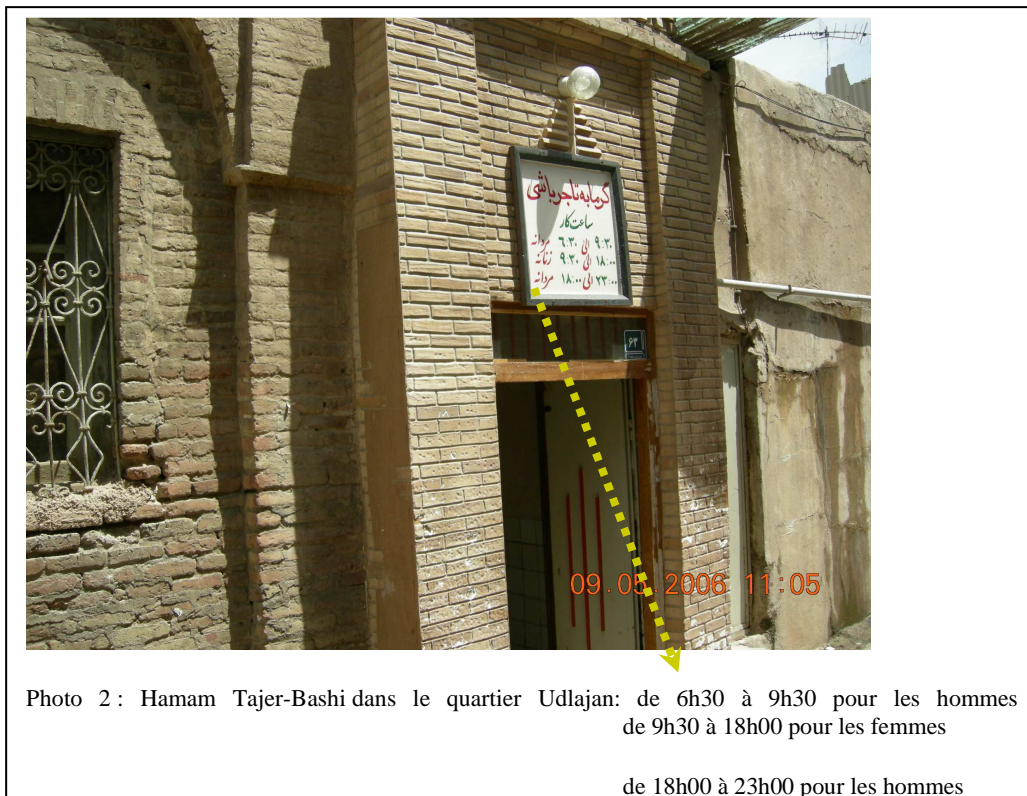 گرمابه تاجرباشی
ساعت کار
مردانه ۶:۳۰ الی ۹:۳۰
زنانه ۹:۳۰ الی ۱۸:۰۰
مردانه ۱۸:۰۰ الی ۲۳:۰۰
۶۳
09.05.2006 11:05
Photo 2 : Hamam Tajer-Bashi dans le quartier Udlajan: de 6h30 à 9h30 pour les hommes
de 9h30 à 18h00 pour les femmes
de 18h00 à 23h00 pour les hommes